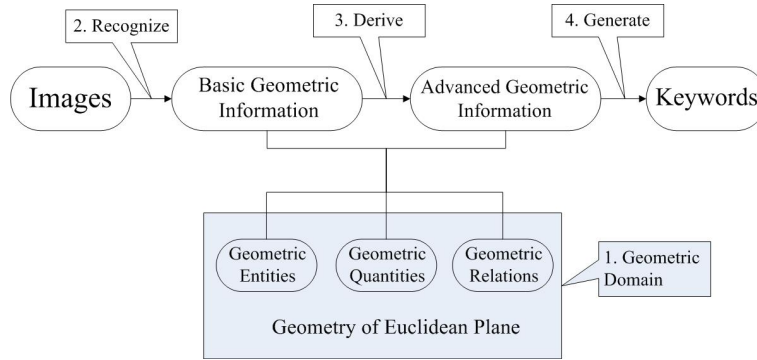 2. Recognize
3. Derive
4. Generate
Images
Basic Geometric
Information
Advanced Geometric
Information
Keywords
Geometric
Entities
Geometric
Quantities
Geometric
Relations
1. Geometric
Domain
Geometry of Euclidean Plane